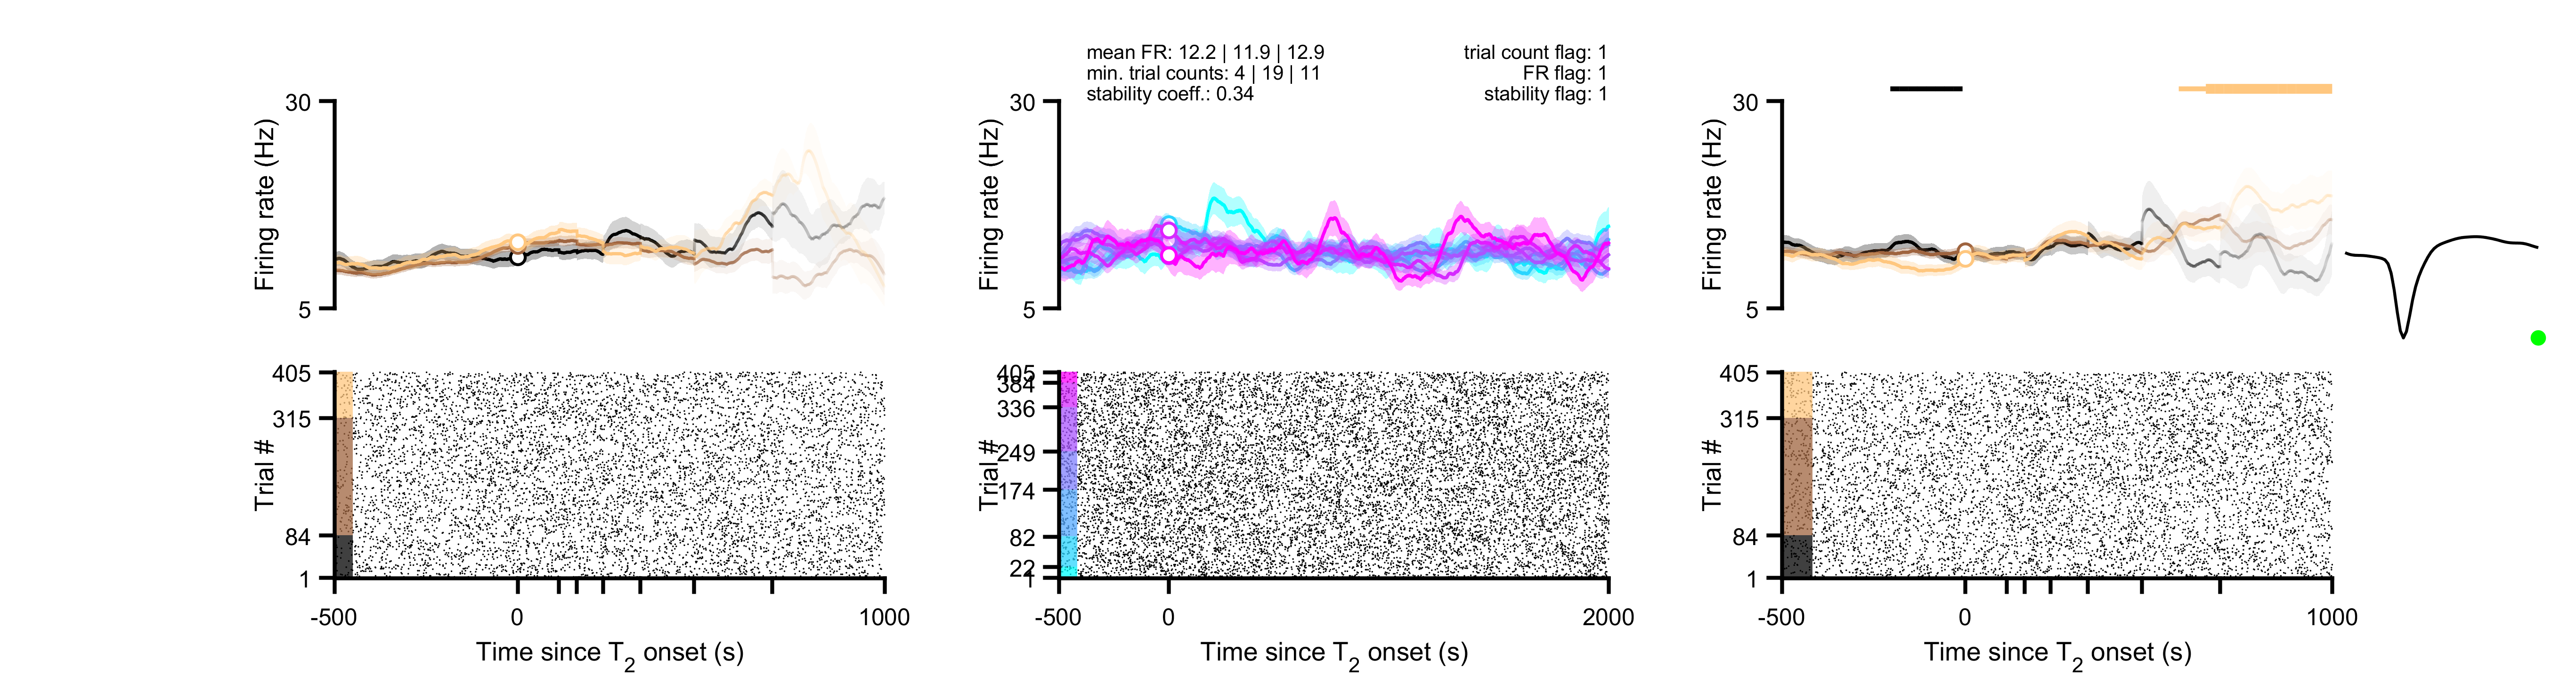 mean FR: 12.2 | 11.9 | 12.9
min. trial counts: 4 | 19 | 11
stability coeff.: 0.34
trial count flag: 1
FR flag: 1
stability flag: 1
30
5
Firing rate (Hz)
405
315
84
1
Trial #
-500
0
1000
Time since T2 onset (s)
30
5
Firing rate (Hz)
405
384
336
249
174
82
22
1
Trial #
-500
0
2000
Time since T2 onset (s)
30
5
Firing rate (Hz)
405
315
84
1
Trial #
-500
0
1000
Time since T2 onset (s)